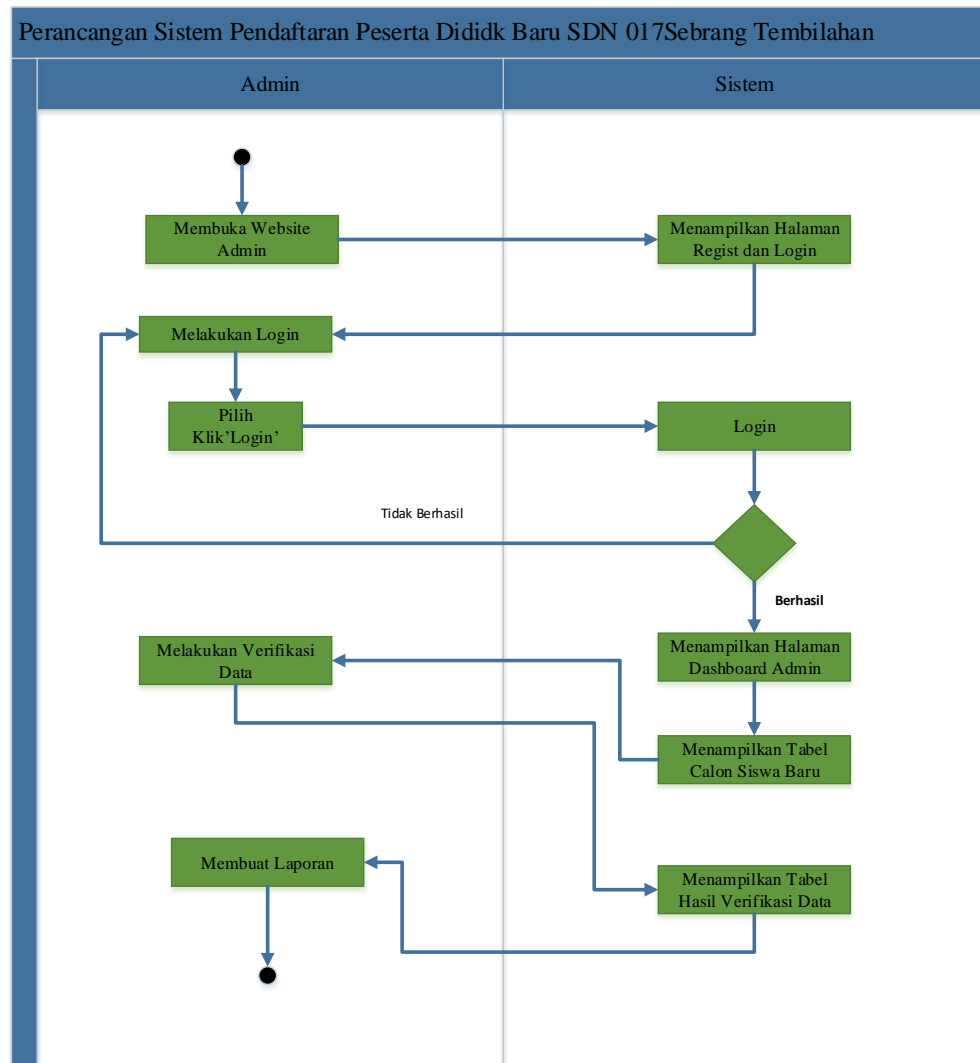 Perancangan Sistem Pendaftaran Peserta Dididk Baru SDN 017Sebrang Tembilahan
Admin
Sistem
Membuka Website
Admin
Menampilkan Halaman
Regist dan Login
Melakukan Login
Pilih
Klik’Login’
Login
Tidak Berhasil
Berhasil
Menampilkan Halaman
Dashboard Admin
Melakukan Verifikasi
Data
Menampilkan Tabel
Calon Siswa Baru
Membuat Laporan
Menampilkan Tabel
Hasil Verifikasi Data